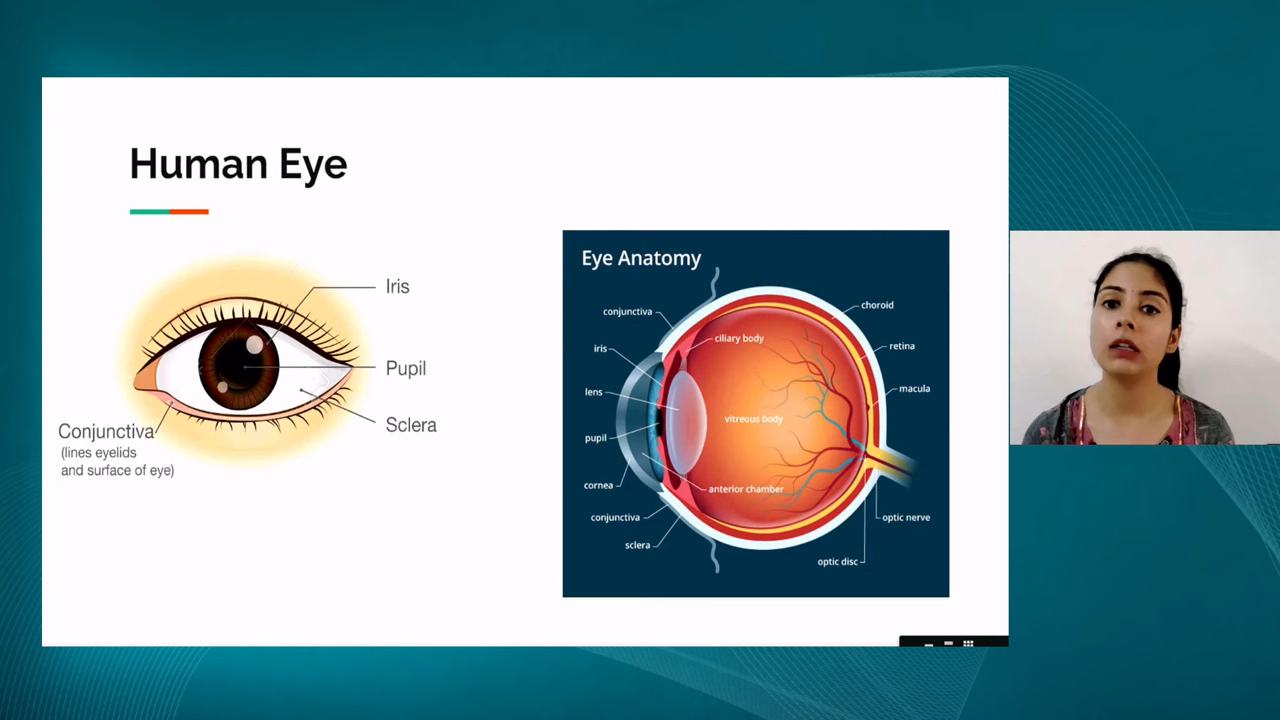 Human Eye
Iris
Pupil
Sclera
Conjunctiva
(lines eyelids
and surface of eye)
Eye Anatomy
conjunctiva
iris
lens
pupil
cornea
conjunctiva
sclera
ciliary body
vitreous body
anterior chamber
choroid
retina
macula
optic nerve
optic disc